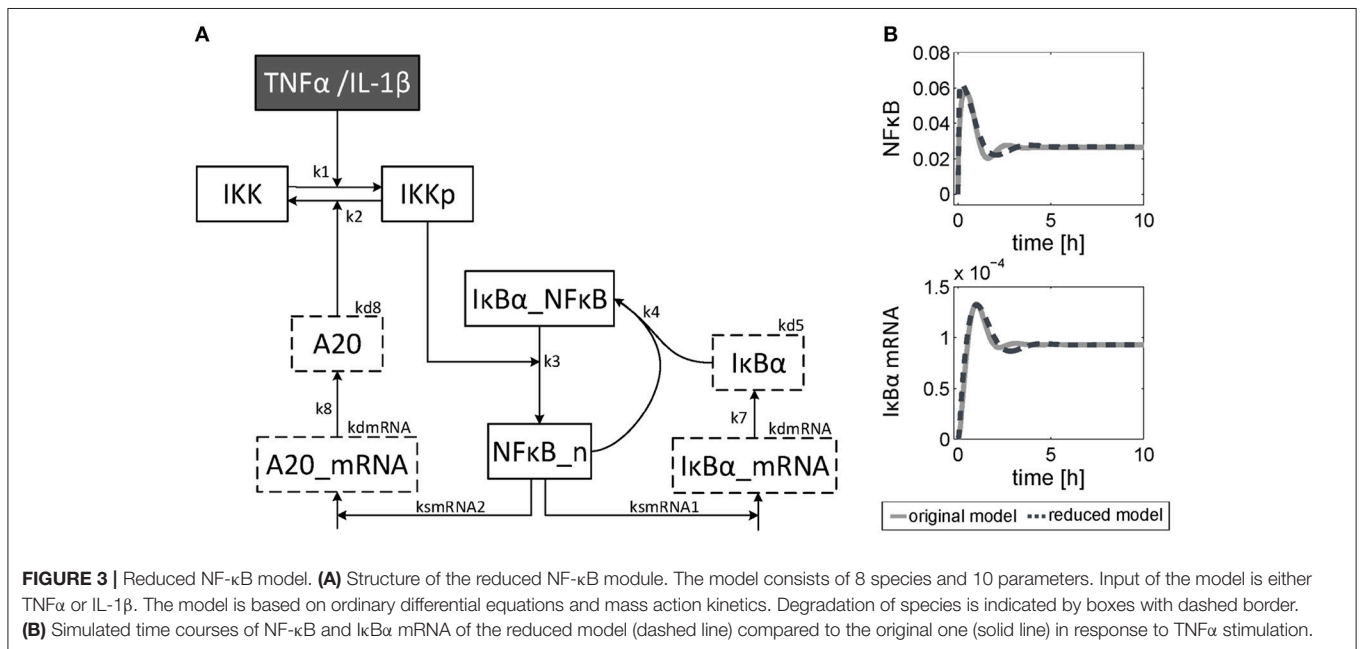 A
TNFα /IL-1β
k1
IKK
IKKp
k2
IκBα_NFκB
k4
kd8
A20
k3
kd5
IκBα
k8
kdmRNA
A20_mRNA
NFκB_n
k7
kdmRNA
IκBα_mRNA
ksmRNA2
ksmRNA1
B
0.08
0.06
0.04
0.02
0
NFκB
0
5
10
time [h]
x 10⁻⁴
1.5
1
0.5
0
IκBα mRNA
0
5
10
time [h]
original model
reduced model
FIGURE 3 | Reduced NF-κB model. (A) Structure of the reduced NF-κB module. The model consists of 8 species and 10 parameters. Input of the model is either
TNFα or IL-1β. The model is based on ordinary differential equations and mass action kinetics. Degradation of species is indicated by boxes with dashed border.
(B) Simulated time courses of NF-κB and IκBα mRNA of the reduced model (dashed line) compared to the original one (solid line) in response to TNFα stimulation.